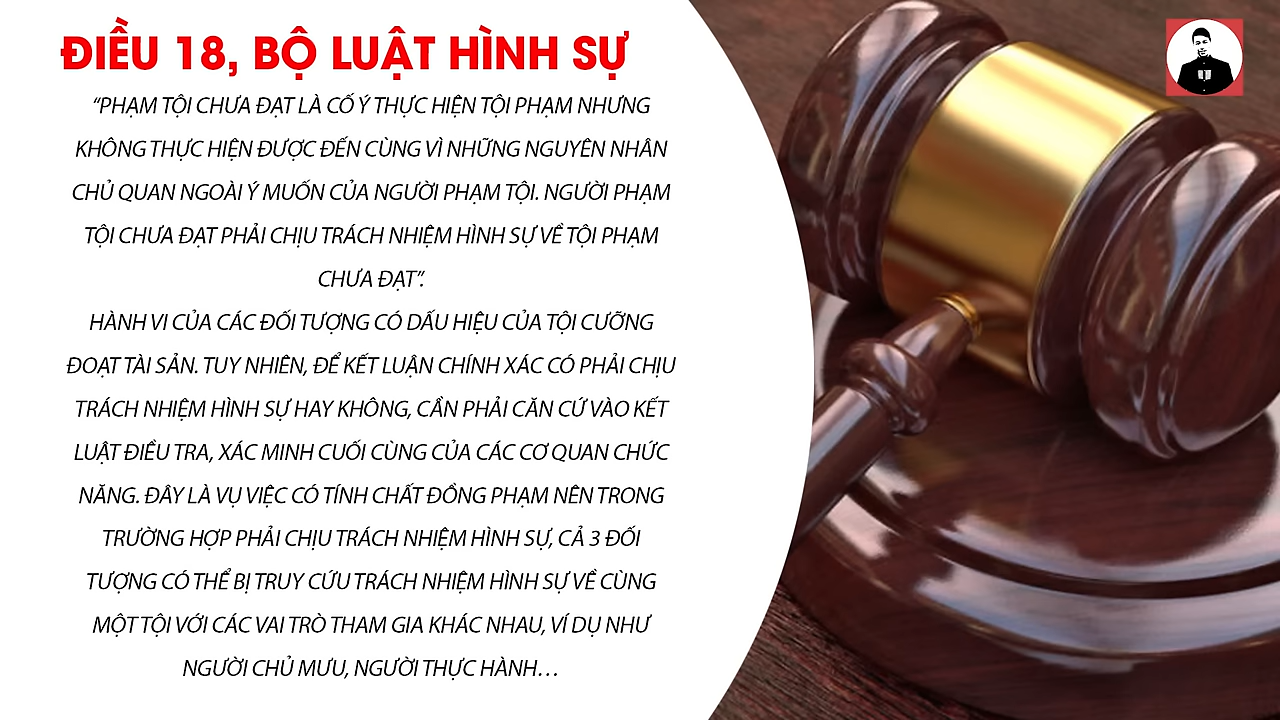 ĐIỀU 18, BỘ LUẬT HÌNH SỰ
“PHẠM TỘI CHƯA ĐẠT LÀ CỐ Ý THỰC HIỆN TỘI PHẠM NHƯNG
KHÔNG THỰC HIỆN ĐƯỢC ĐẾN CÙNG VÌ NHỮNG NGUYÊN NHÂN
CHỦ QUAN NGOÀI Ý MUỐN CỦA NGƯỜI PHẠM TỘI. NGƯỜI PHẠM
TỘI CHƯA ĐẠT PHẢI CHỊU TRÁCH NHIỆM HÌNH SỰ VỀ TỘI PHẠM
CHƯA ĐẠT”.
HÀNH VI CỦA CÁC ĐỐI TƯỢNG CÓ DẤU HIỆU CỦA TỘI CƯỠNG
ĐOẠT TÀI SẢN. TUY NHIÊN, ĐỂ KẾT LUẬN CHÍNH XÁC CÓ PHẢI CHỊU
TRÁCH NHIỆM HÌNH SỰ HAY KHÔNG, CẦN PHẢI CĂN CỨ VÀO KẾT
LUẬT ĐIỀU TRA, XÁC MINH CUỐI CÙNG CỦA CÁC CƠ QUAN CHỨC
NĂNG. ĐÂY LÀ VỤ VIỆC CÓ TÍNH CHẤT ĐỒNG PHẠM NÊN TRONG
TRƯỜNG HỢP PHẢI CHỊU TRÁCH NHIỆM HÌNH SỰ, CẢ 3 ĐỐI
TƯỢNG CÓ THỂ BỊ TRUY CỨU TRÁCH NHIỆM HÌNH SỰ VỀ CÙNG
MỘT TỘI VỚI CÁC VAI TRÒ THAM GIA KHÁC NHAU, VÍ DỤ NHƯ
NGƯỜI CHỦ MƯU, NGƯỜI THỰC HÀNH…